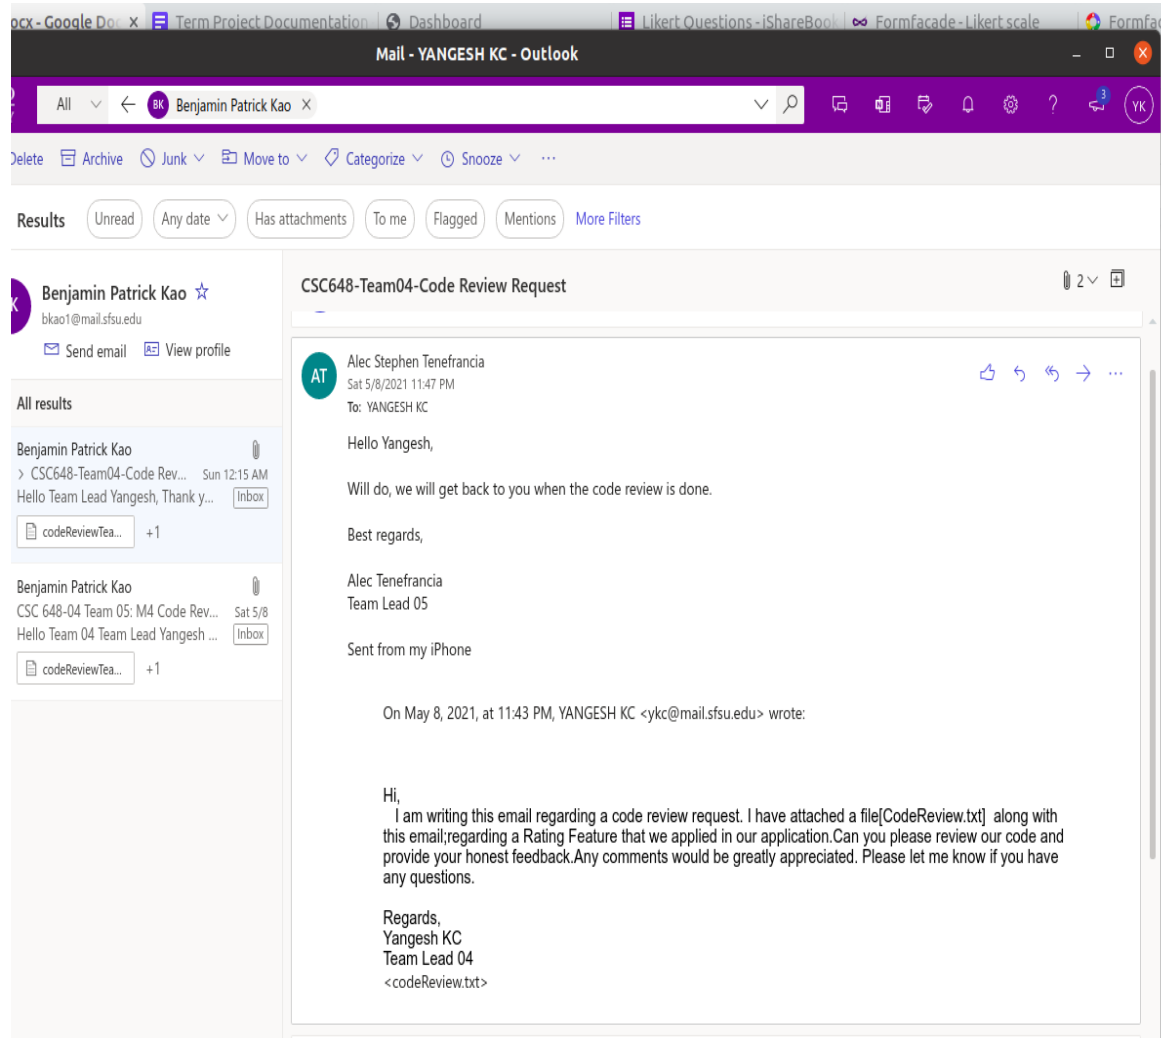 ocx - Google Doc x Term Project Documentation Dashboard Likert Questions - iShareBook Formfacade - Likert scale Formfac
Mail - YANGESH KC - Outlook
All BK Benjamin Patrick Kao 3 YK
Delete Archive Junk Move to Categorize Snooze ...
Results Unread Any date Has attachments To me Flagged Mentions More Filters
K Benjamin Patrick Kao
bkao1@mail.sfsu.edu
Send email View profile
All results
Benjamin Patrick Kao
> CSC648-Team04-Code Rev... Sun 12:15 AM
Hello Team Lead Yangesh, Thank y... Inbox
codeReviewTea... +1
Benjamin Patrick Kao
CSC 648-04 Team 05: M4 Code Rev... Sat 5/8
Hello Team 04 Team Lead Yangesh ... Inbox
codeReviewTea... +1
CSC648-Team04-Code Review Request 2
AT Alec Stephen Tenefrancia
Sat 5/8/2021 11:47 PM
To: YANGESH KC
Hello Yangesh,
Will do, we will get back to you when the code review is done.
Best regards,
Alec Tenefrancia
Team Lead 05
Sent from my iPhone
On May 8, 2021, at 11:43 PM, YANGESH KC <ykc@mail.sfsu.edu> wrote:
Hi,
I am writing this email regarding a code review request. I have attached a file[CodeReview.txt] along with
this email;regarding a Rating Feature that we applied in our application.Can you please review our code and
provide your honest feedback.Any comments would be greatly appreciated. Please let me know if you have
any questions.
Regards,
Yangesh KC
Team Lead 04
<codeReview.txt>